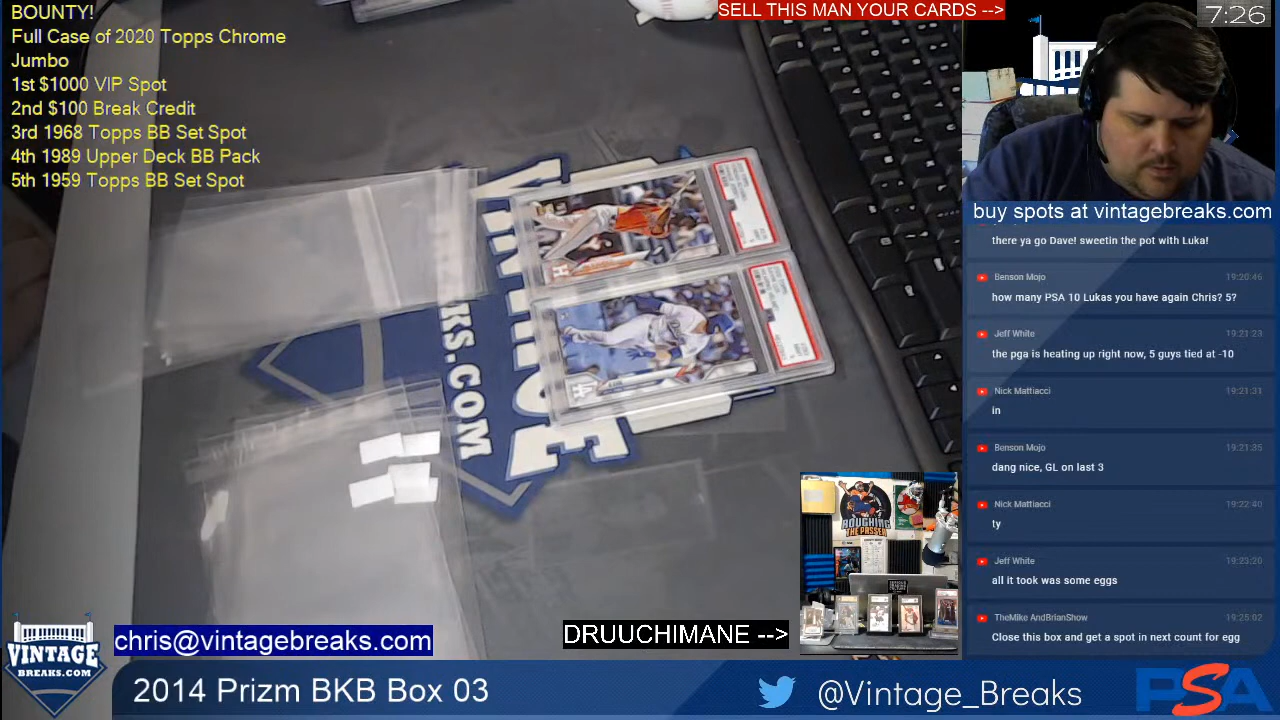 BOUNTY!
Full Case of 2020 Topps Chrome
Jumbo
1st $1000 VIP Spot
2nd $100 Break Credit
3rd 1968 Topps BB Set Spot
4th 1989 Upper Deck BB Pack
5th 1959 Topps BB Set Spot
SELL THIS MAN YOUR CARDS -->
7:26
buy spots at vintagebreaks.com
there ya go Dave! sweetin the pot with Luka!
Benson Mojo 19:20:46
how many PSA 10 Lukas you have again Chris? 5?
Jeff White 19:21:23
the pga is heating up right now, 5 guys tied at -10
Nick Mattiacci 19:21:31
in
Benson Mojo 19:21:35
dang nice, GL on last 3
Nick Mattiacci 19:22:40
ty
Jeff White 19:23:20
all it took was some eggs
TheMike AndBrianShow 19:25:02
Close this box and get a spot in next count for egg
KS.COM
ROUGHING
THE PASSER
chris@vintagebreaks.com
DRUUCHIMANE -->
VINTAGE
BREAKS.COM
2014 Prizm BKB Box 03
@Vintage_Breaks
PSA